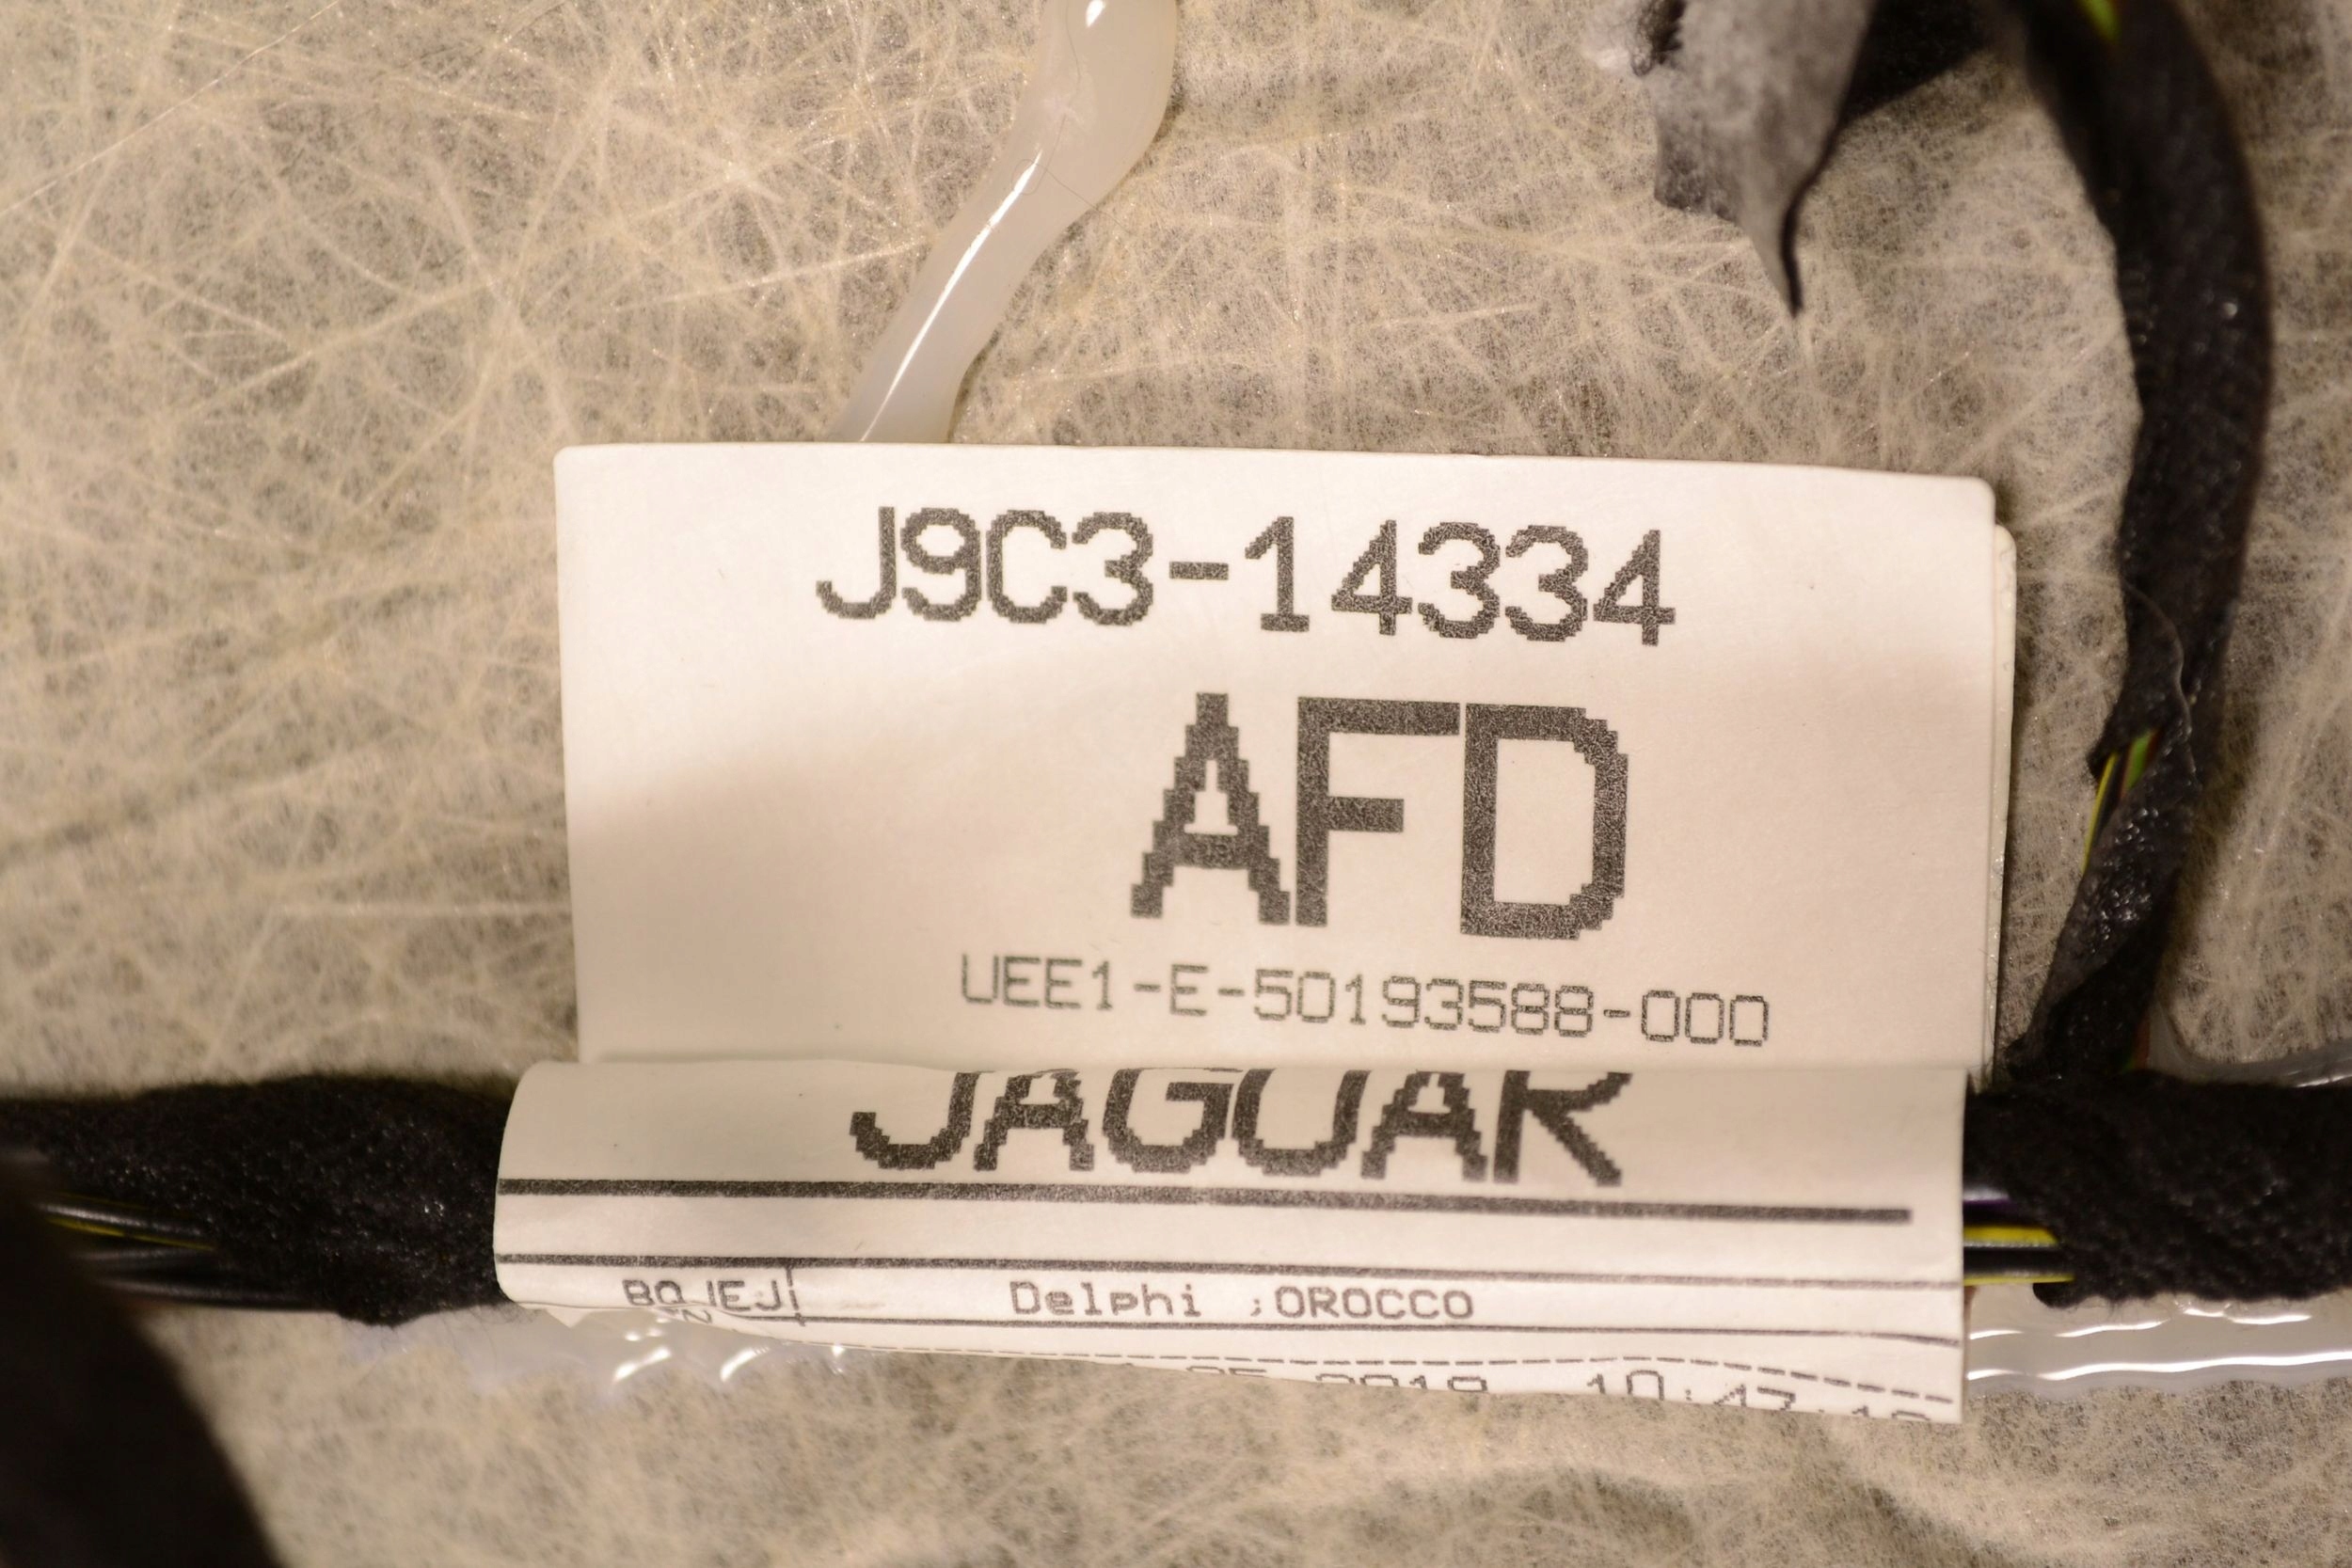 J9C3-14334
AFD
UEE1-E-50193588-000
JAGUAR
Delphi ;OROCCO